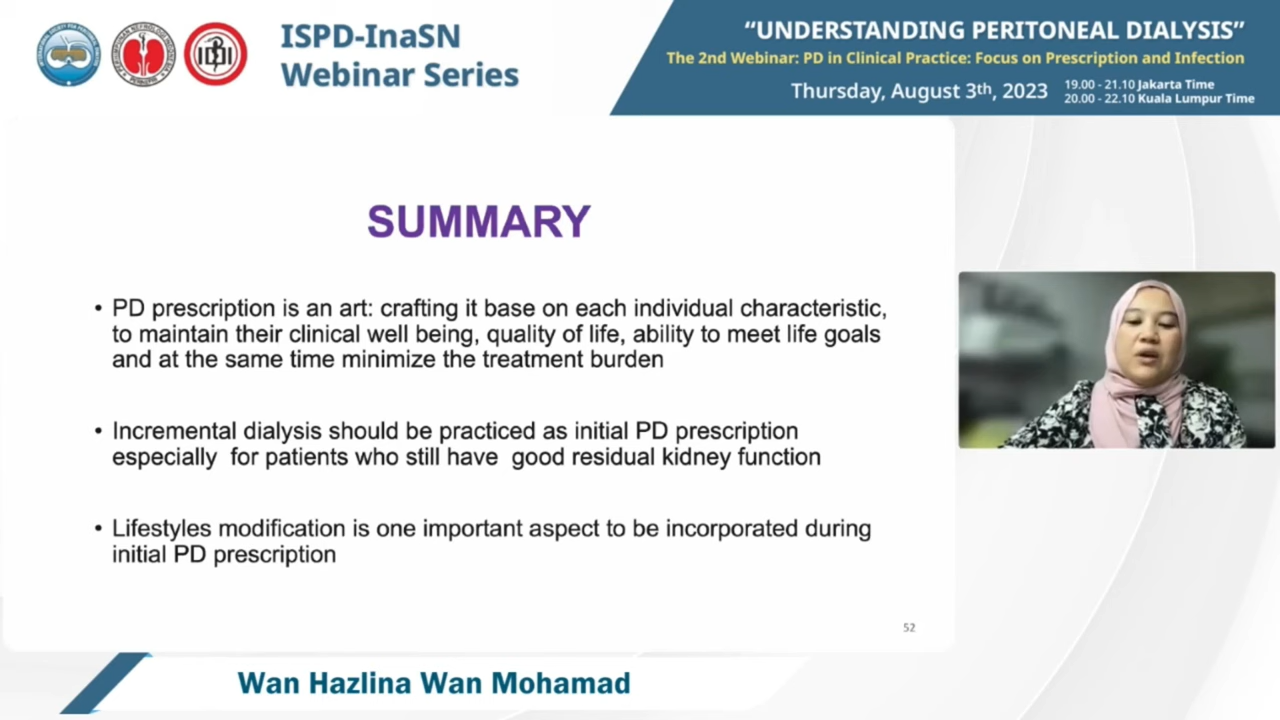 ISPD-InaSN
Webinar Series
“UNDERSTANDING PERITONEAL DIALYSIS”
The 2nd Webinar: PD in Clinical Practice: Focus on Prescription and Infection
Thursday, August 3th, 2023
19.00 - 21.10 Jakarta Time
20.00 - 22.10 Kuala Lumpur Time
SUMMARY
• PD prescription is an art: crafting it base on each individual characteristic,
to maintain their clinical well being, quality of life, ability to meet life goals
and at the same time minimize the treatment burden
• Incremental dialysis should be practiced as initial PD prescription
especially for patients who still have good residual kidney function
• Lifestyles modification is one important aspect to be incorporated during
initial PD prescription
52
Wan Hazlina Wan Mohamad